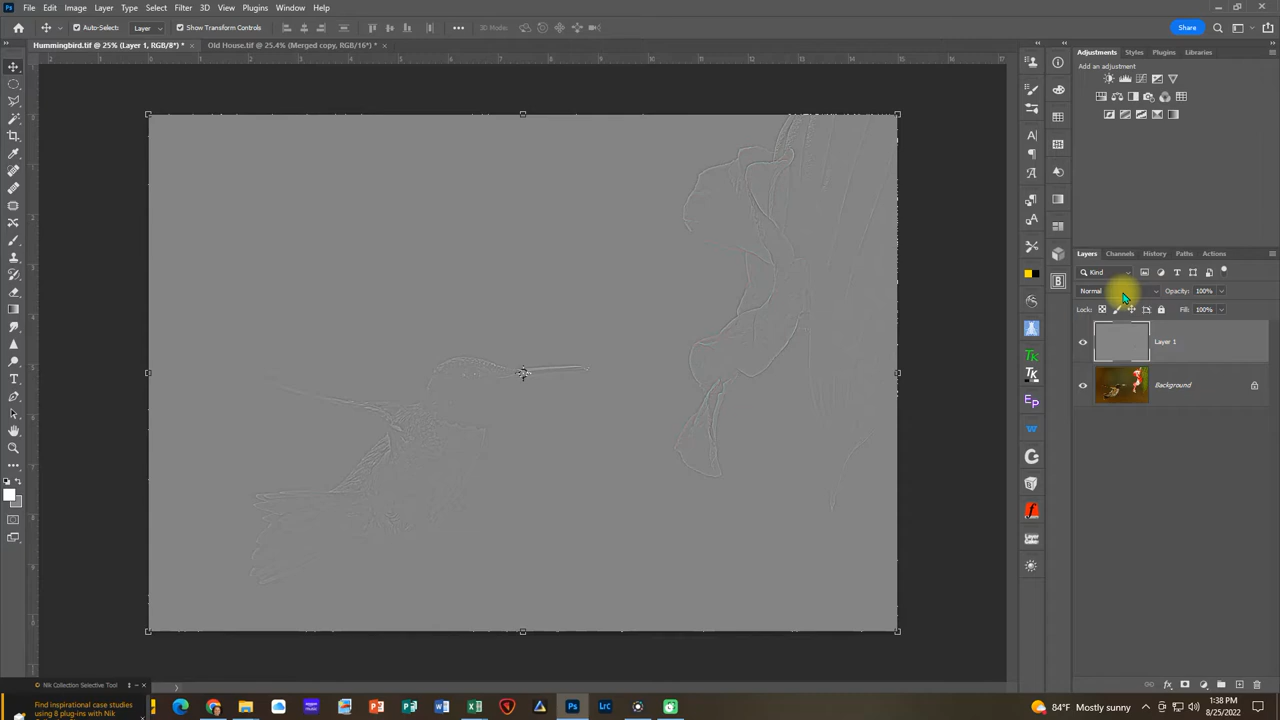 File Edit Image Layer Type Select Filter 3D View Plugins Window Help
Auto-Select: Layer Show Transform Controls 3D Mode: Share
Hummingbird.tif @ 25% (Layer 1, RGB/8*) * Old House.tif @ 25.4% (Merged copy, RGB/16*) *
Adjustments Styles Plugins Libraries
Add an adjustment
Layers Channels History Paths Actions
Kind
Normal Opacity: 100%
Lock: Fill: 100%
Layer 1
Background
TK
TK
EP
Nik Collection Selective Tool
Find inspirational case studies
using 8 plug-ins with Nik
84°F Mostly sunny
1:38 PM
8/25/2022